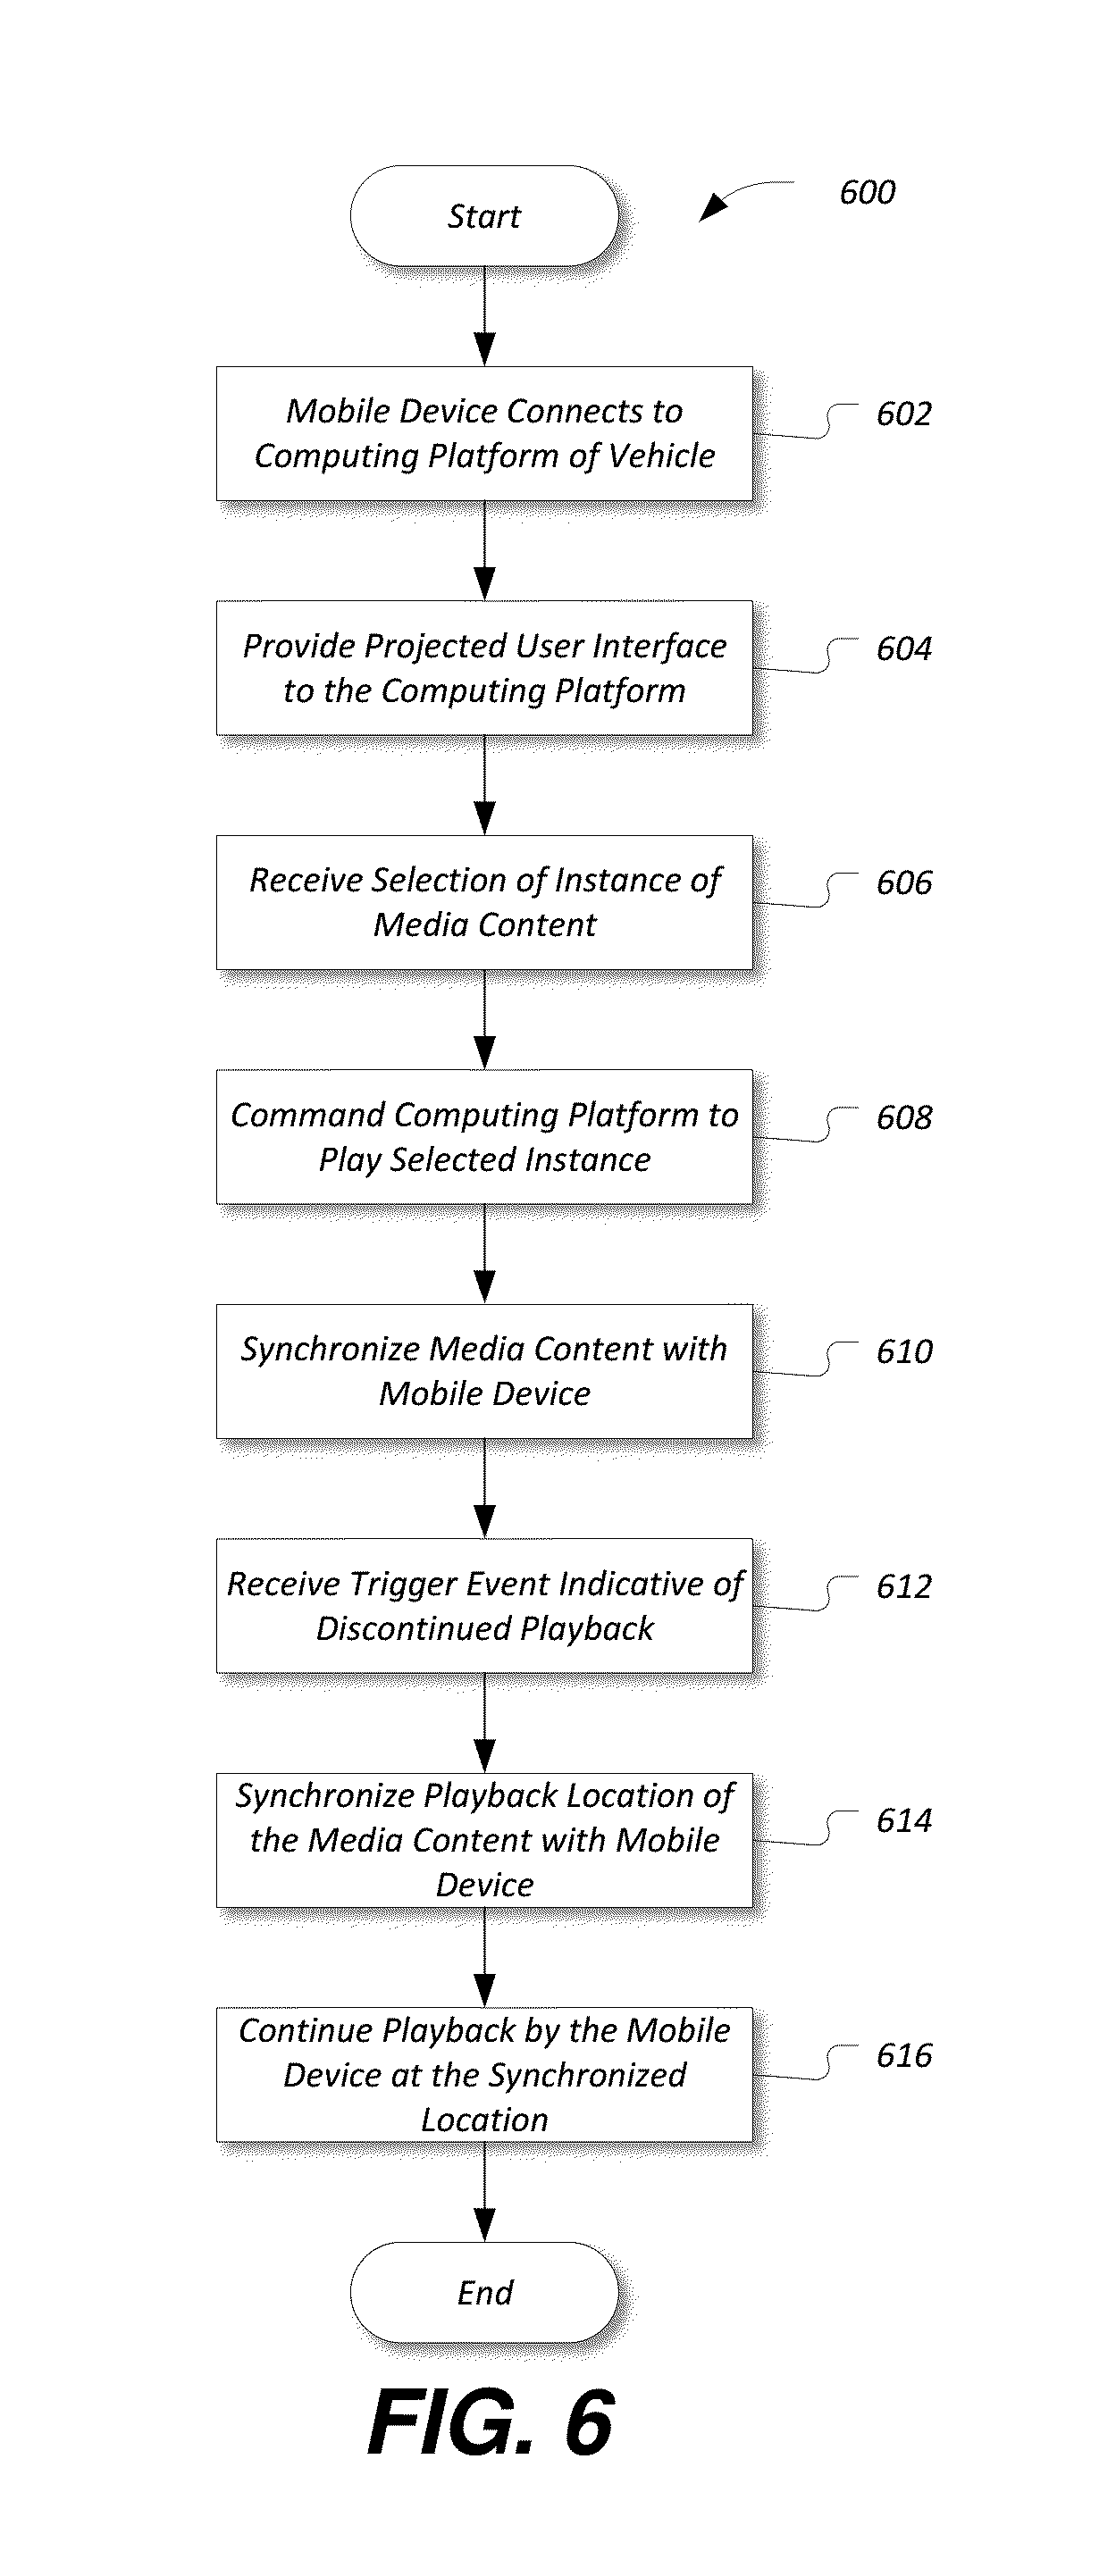 Start
600
Mobile Device Connects to
Computing Platform of Vehicle
602
Provide Projected User Interface
to the Computing Platform
604
Receive Selection of Instance of
Media Content
606
Command Computing Platform to
Play Selected Instance
608
Synchronize Media Content with
Mobile Device
610
Receive Trigger Event Indicative of
Discontinued Playback
612
Synchronize Playback Location of
the Media Content with Mobile
Device
614
Continue Playback by the Mobile
Device at the Synchronized
Location
616
End
FIG. 6